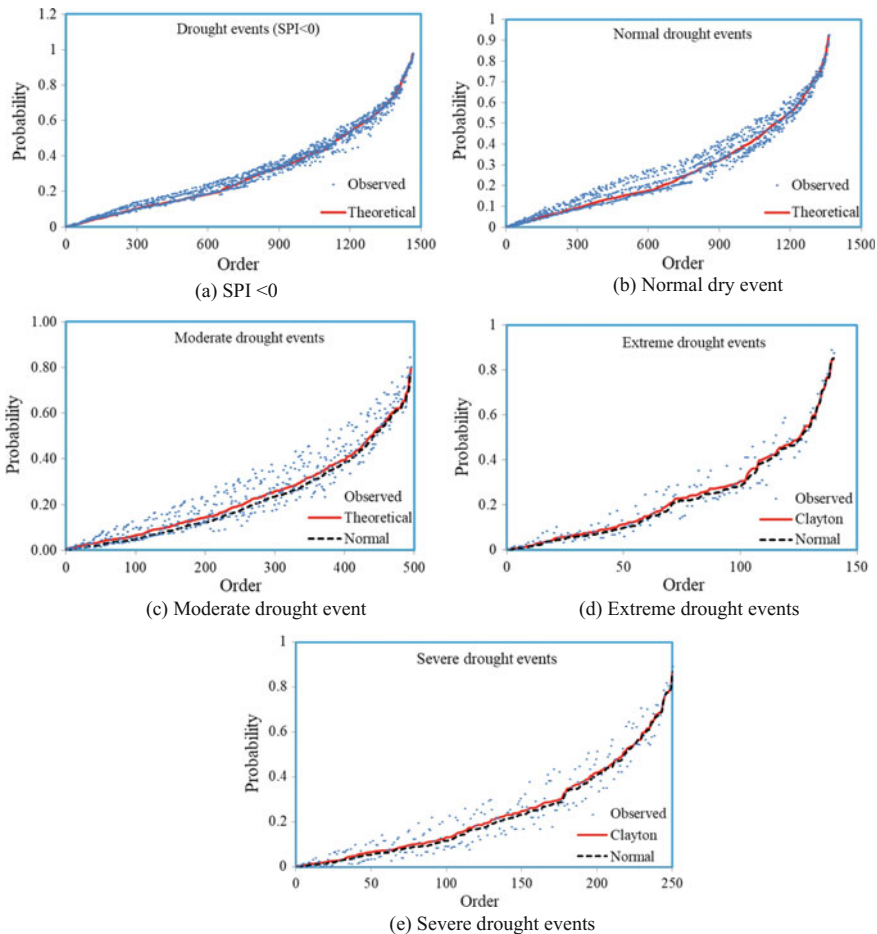 Drought events (SPI<0)
Probability
1.2
1
0.8
0.6
0.4
0.2
0
Observed
Theoretical
0 300 600 900 1200 1500
Order
(a) SPI <0
Normal drought events
Probability
1
0.9
0.8
0.7
0.6
0.5
0.4
0.3
0.2
0.1
0
Observed
Theoretical
0 300 600 900 1200 1500
Order
(b) Normal dry event
Moderate drought events
Probability
1.00
0.80
0.60
0.40
0.20
0.00
Observed
Theoretical
Normal
0 100 200 300 400 500
Order
(c) Moderate drought event
Extreme drought events
Probability
1
0.8
0.6
0.4
0.2
0
Observed
Clayton
Normal
0 50 100 150
Order
(d) Extreme drought events
Severe drought events
Probability
1
0.8
0.6
0.4
0.2
0
Observed
Clayton
Normal
0 50 100 150 200 250
Order
(e) Severe drought events